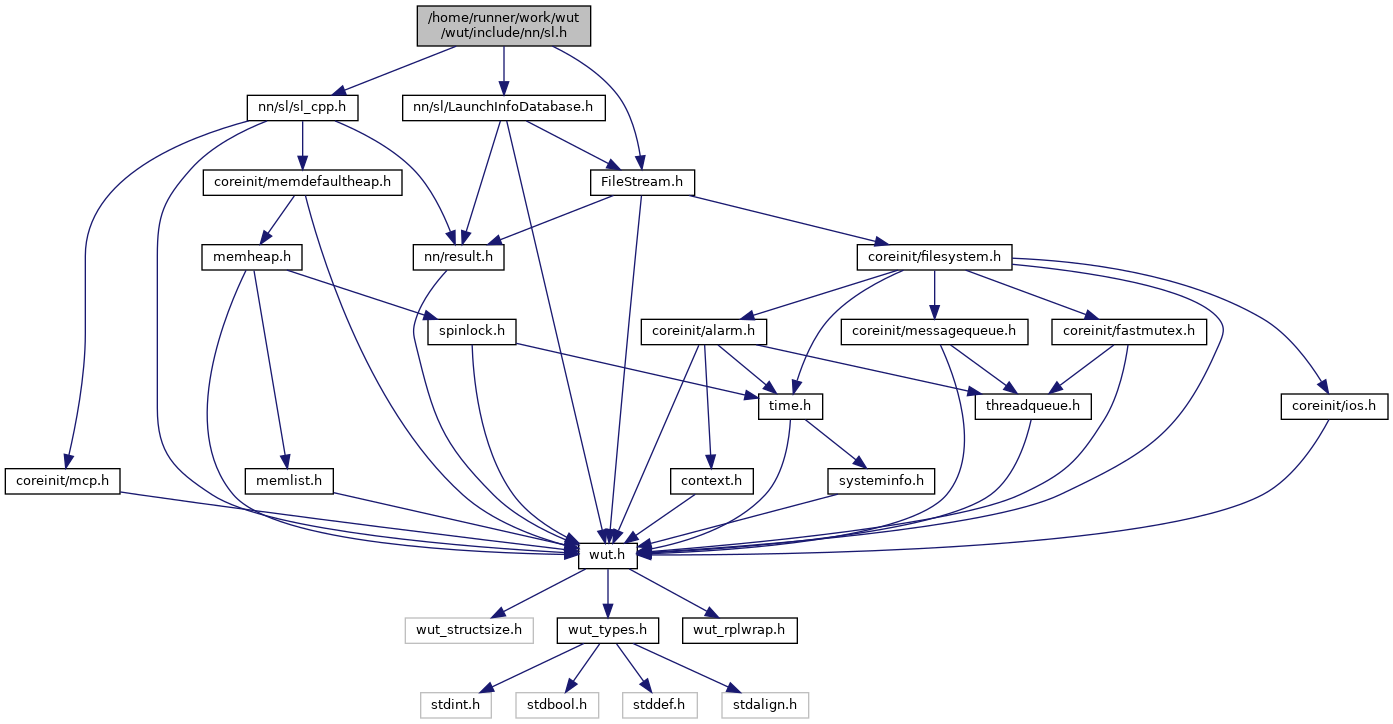 /home/runner/work/wut
/wut/include/nn/sl.h
nn/sl/sl_cpp.h
nn/sl/LaunchInfoDatabase.h
coreinit/memdefaultheap.h
FileStream.h
memheap.h
nn/result.h
coreinit/filesystem.h
spinlock.h
coreinit/alarm.h
coreinit/messagequeue.h
coreinit/fastmutex.h
time.h
threadqueue.h
coreinit/ios.h
coreinit/mcp.h
memlist.h
context.h
systeminfo.h
wut.h
wut_structsize.h
wut_types.h
wut_rplwrap.h
stdint.h
stdbool.h
stddef.h
stdalign.h